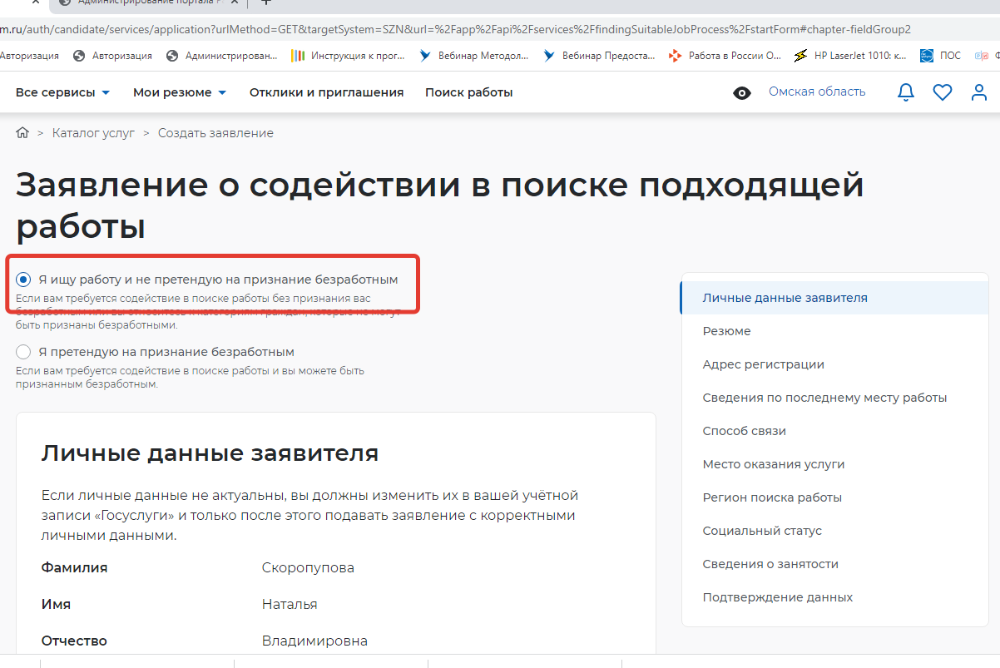 Администрирование портала Р
m.ru/auth/candidate/services/application?urlMethod=GET&targetSystem=SZN&url=%2Fapp%2Fapi%2Fservices%2FfindingSuitableJobProcess%2FstartForm#chapter-fieldGroup2
Авторизация Авторизация Администрирован... Инструкция к прог... Вебинар Методол... Вебинар Предоста... Работа в России О... HP LaserJet 1010: к... ПОС
Все сервисы Мои резюме Отклики и приглашения Поиск работы Омская область
> Каталог услуг > Создать заявление
Заявление о содействии в поиске подходящей
работы
Я ищу работу и не претендую на признание безработным
Если вам требуется содействие в поиске работы без признания вас
безработным или вы относитесь к категориям граждан, которые не могут
быть признаны безработными.
Я претендую на признание безработным
Если вам требуется содействие в поиске работы и вы можете быть
признанным безработным.
Личные данные заявителя
Резюме
Адрес регистрации
Сведения по последнему месту работы
Способ связи
Место оказания услуги
Регион поиска работы
Социальный статус
Сведения о занятости
Подтверждение данных
Личные данные заявителя
Если личные данные не актуальны, вы должны изменить их в вашей учётной
записи «Госуслуги» и только после этого подавать заявление с корректными
личными данными.
Фамилия Скоропупова
Имя Наталья
Отчество Владимировна